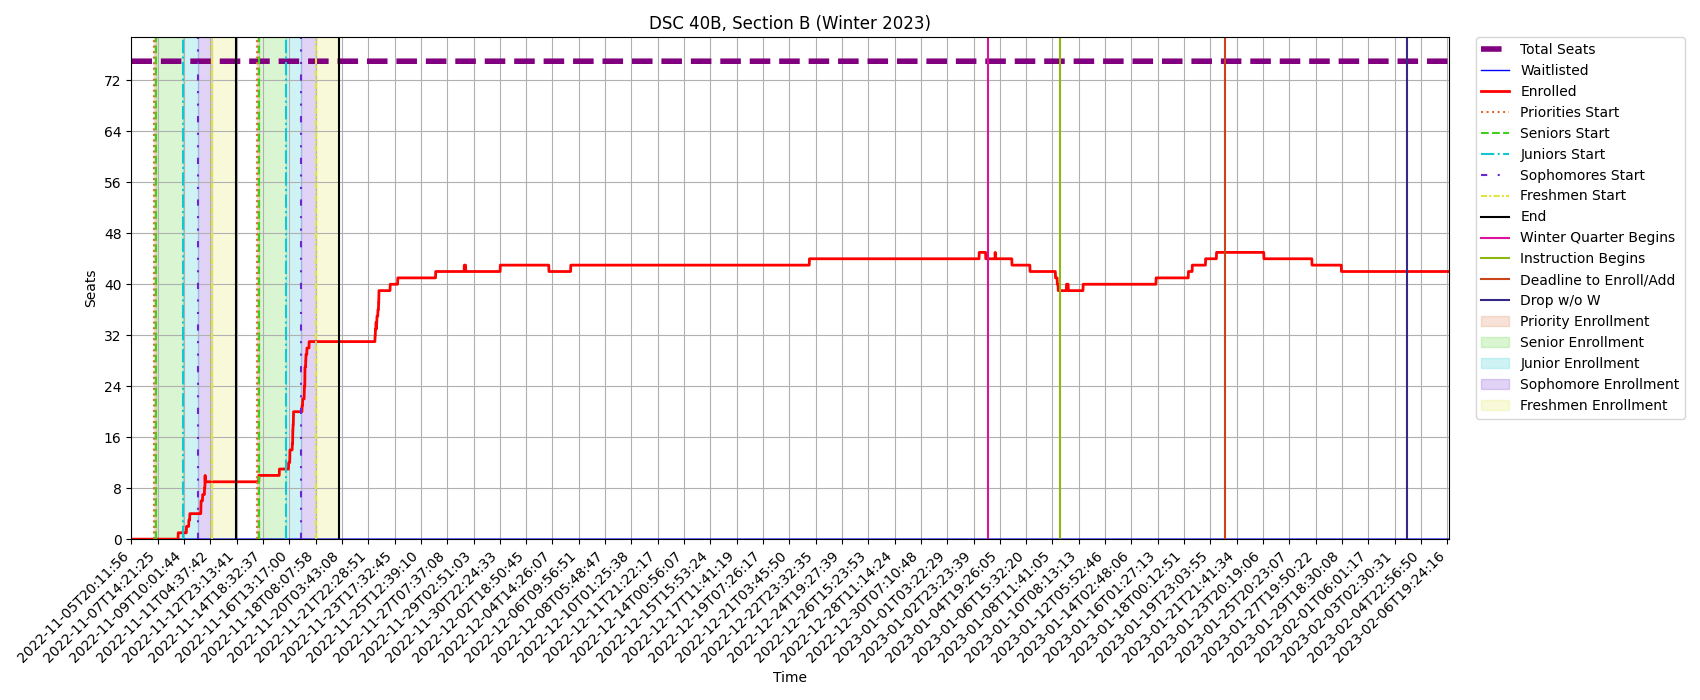 DSC 40B, Section B (Winter 2023)
Seats
72
64
56
48
40
32
24
16
8
0
2022-11-05T20:11:56
2022-11-07T14:21:25
2022-11-09T10:01:44
2022-11-11T04:37:42
2022-11-12T23:13:41
2022-11-14T18:32:37
2022-11-16T13:17:00
2022-11-18T08:07:58
2022-11-20T03:43:08
2022-11-21T22:28:51
2022-11-23T17:32:45
2022-11-25T12:39:10
2022-11-27T07:37:08
2022-11-29T02:51:03
2022-11-30T22:24:33
2022-12-02T18:50:45
2022-12-04T14:26:07
2022-12-06T09:56:51
2022-12-08T05:48:47
2022-12-10T01:25:38
2022-12-11T21:22:17
2022-12-14T00:56:07
2022-12-15T15:53:24
2022-12-17T11:41:19
2022-12-19T07:26:17
2022-12-21T03:45:50
2022-12-22T23:32:35
2022-12-24T19:27:39
2022-12-26T15:23:53
2022-12-28T11:14:24
2022-12-30T07:10:48
2023-01-01T03:22:29
2023-01-02T23:23:39
2023-01-04T19:26:05
2023-01-06T15:32:20
2023-01-08T11:41:05
2023-01-10T08:13:13
2023-01-12T05:52:46
2023-01-14T02:48:06
2023-01-16T01:27:13
2023-01-18T00:12:51
2023-01-19T23:03:55
2023-01-21T21:41:34
2023-01-23T20:19:06
2023-01-25T20:23:07
2023-01-27T19:50:22
2023-01-29T18:30:08
2023-02-01T06:01:17
2023-02-03T02:30:31
2023-02-04T22:56:50
2023-02-06T19:24:16
Time
Total Seats
Waitlisted
Enrolled
Priorities Start
Seniors Start
Juniors Start
Sophomores Start
Freshmen Start
End
Winter Quarter Begins
Instruction Begins
Deadline to Enroll/Add
Drop w/o W
Priority Enrollment
Senior Enrollment
Junior Enrollment
Sophomore Enrollment
Freshmen Enrollment